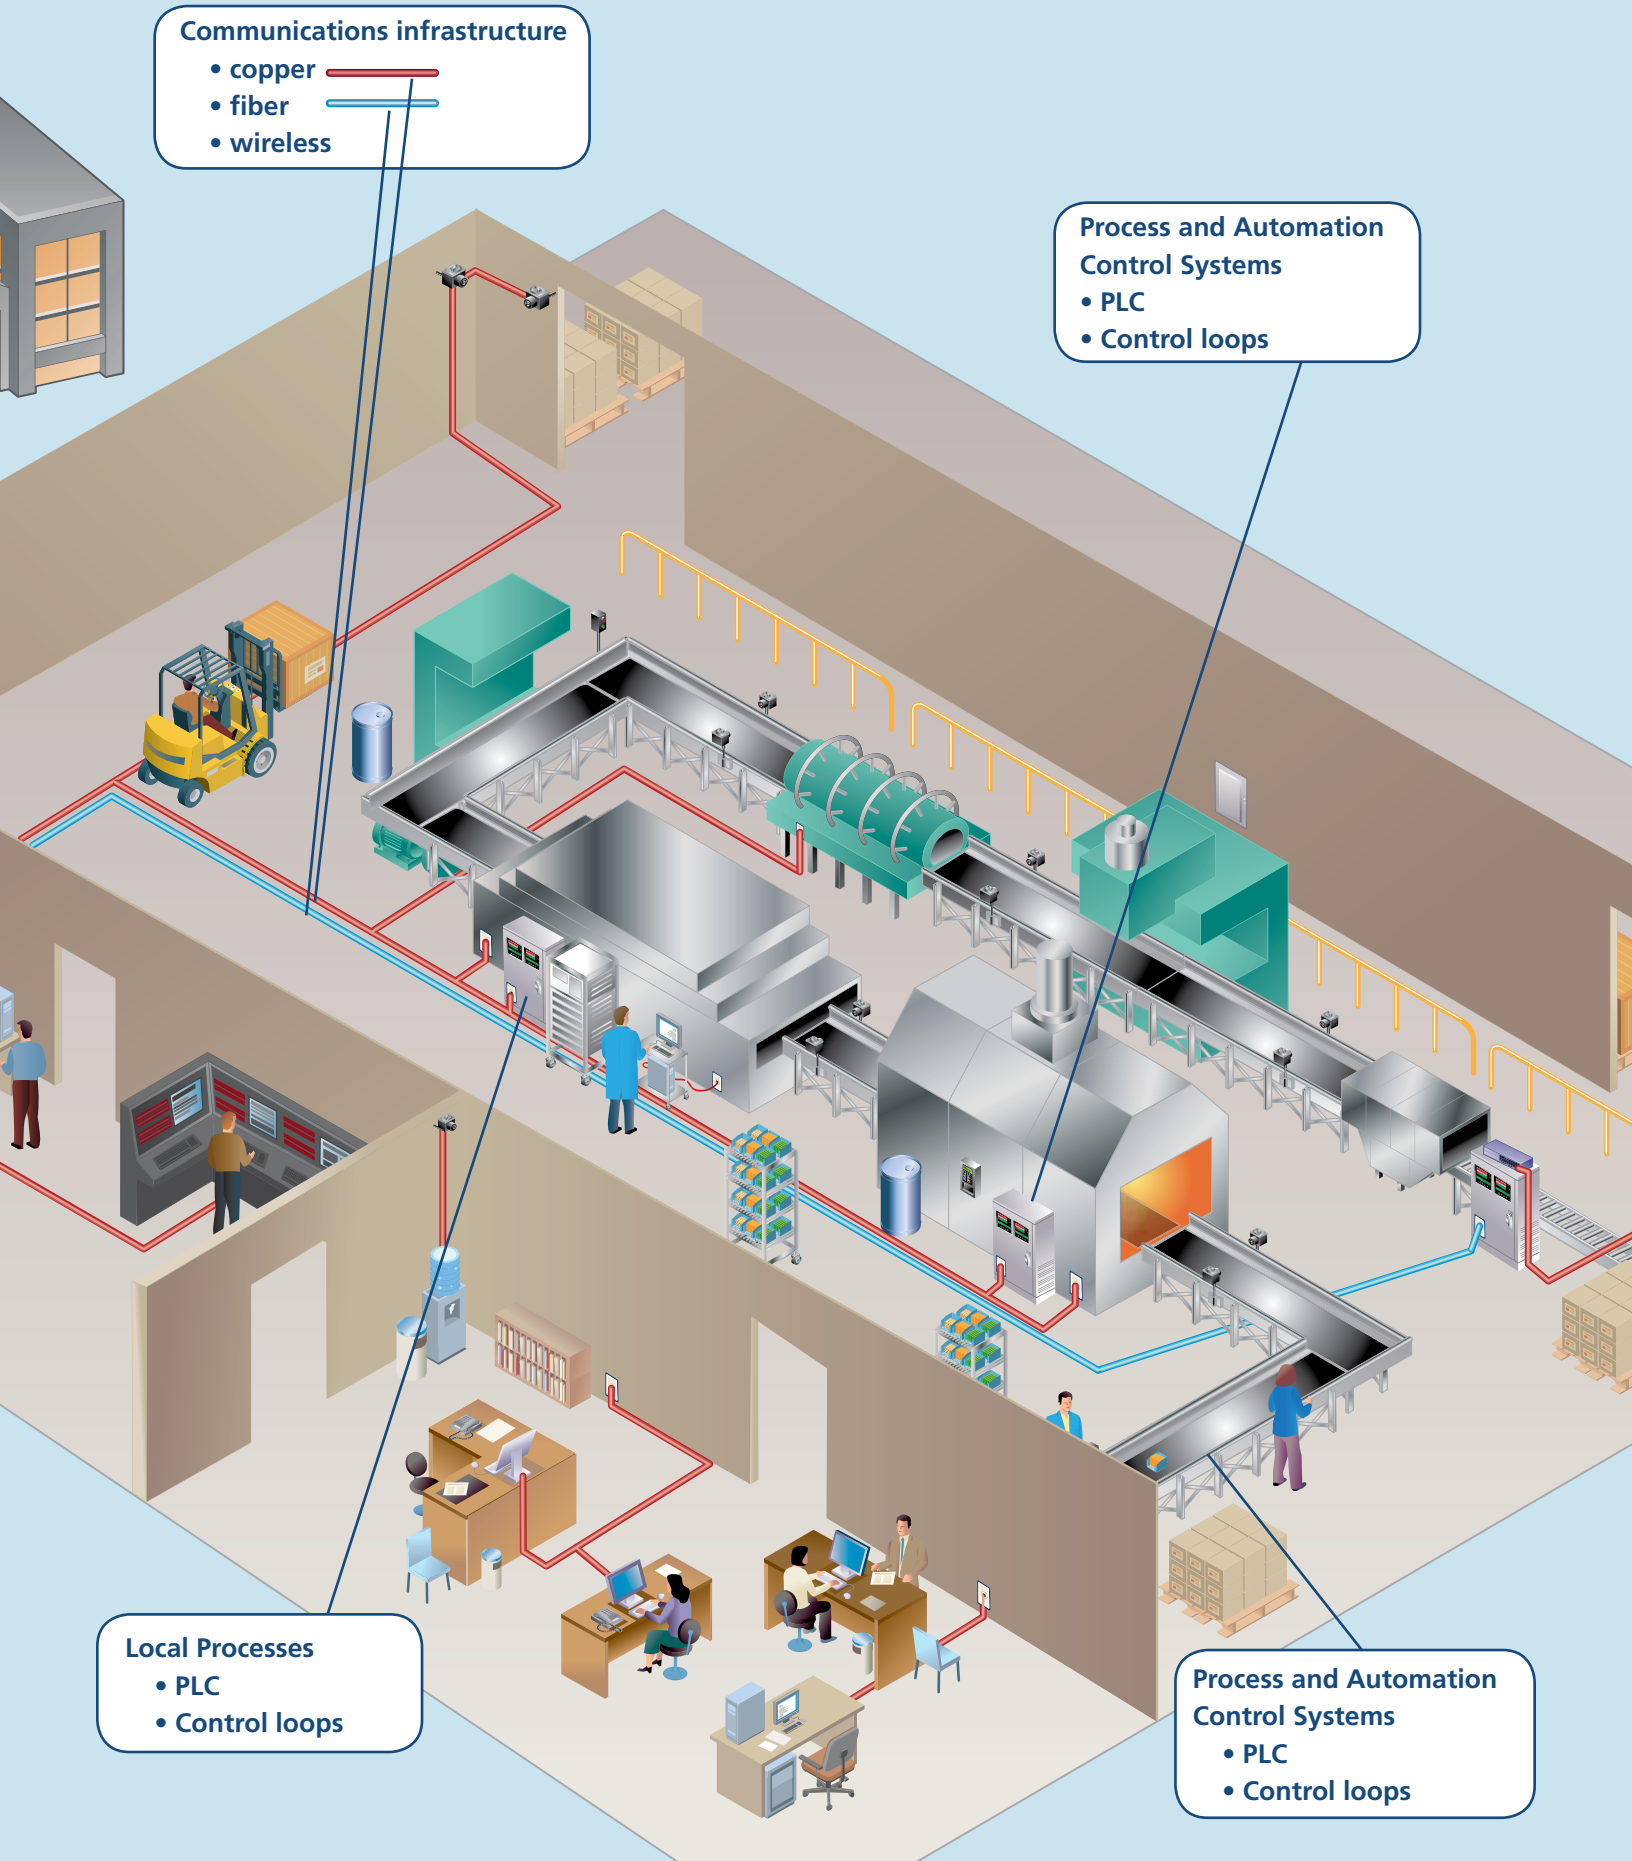 Communications infrastructure
• copper
• fiber
• wireless
Process and Automation
Control Systems
• PLC
• Control loops
Local Processes
• PLC
• Control loops
Process and Automation
Control Systems
• PLC
• Control loops